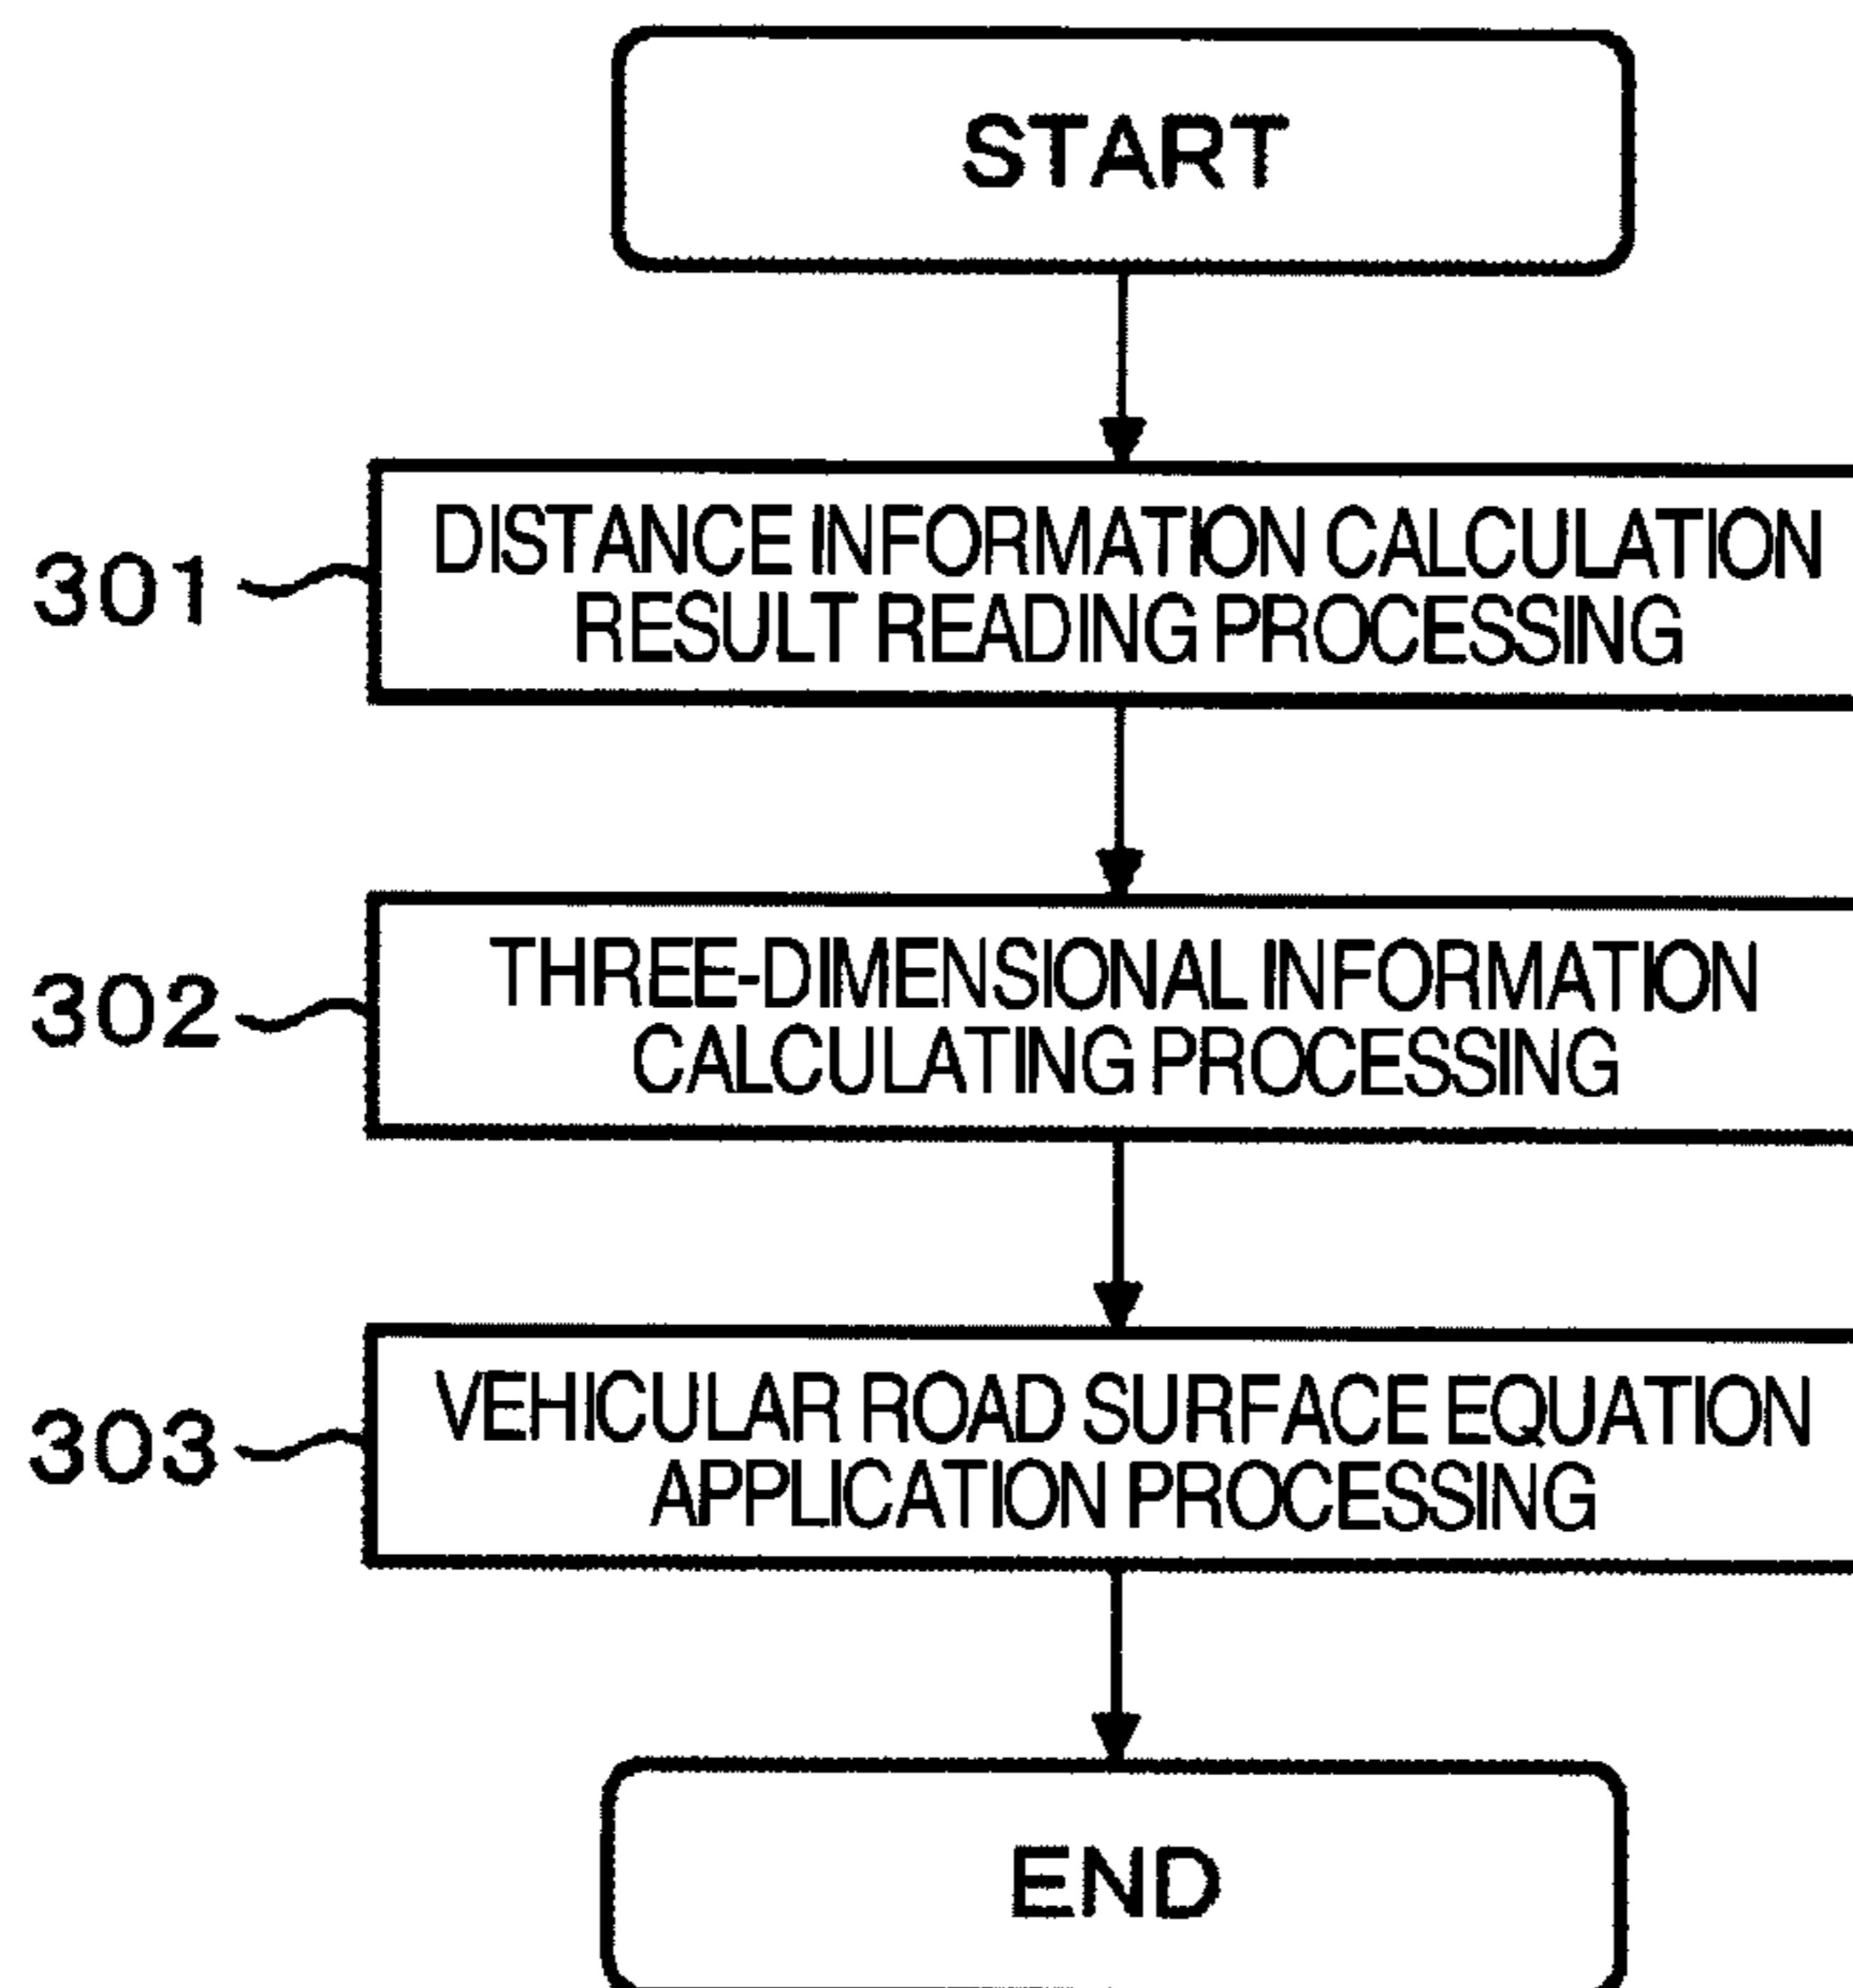 START
301
DISTANCE INFORMATION CALCULATION
RESULT READING PROCESSING
302
THREE-DIMENSIONAL INFORMATION
CALCULATING PROCESSING
303
VEHICULAR ROAD SURFACE EQUATION
APPLICATION PROCESSING
END